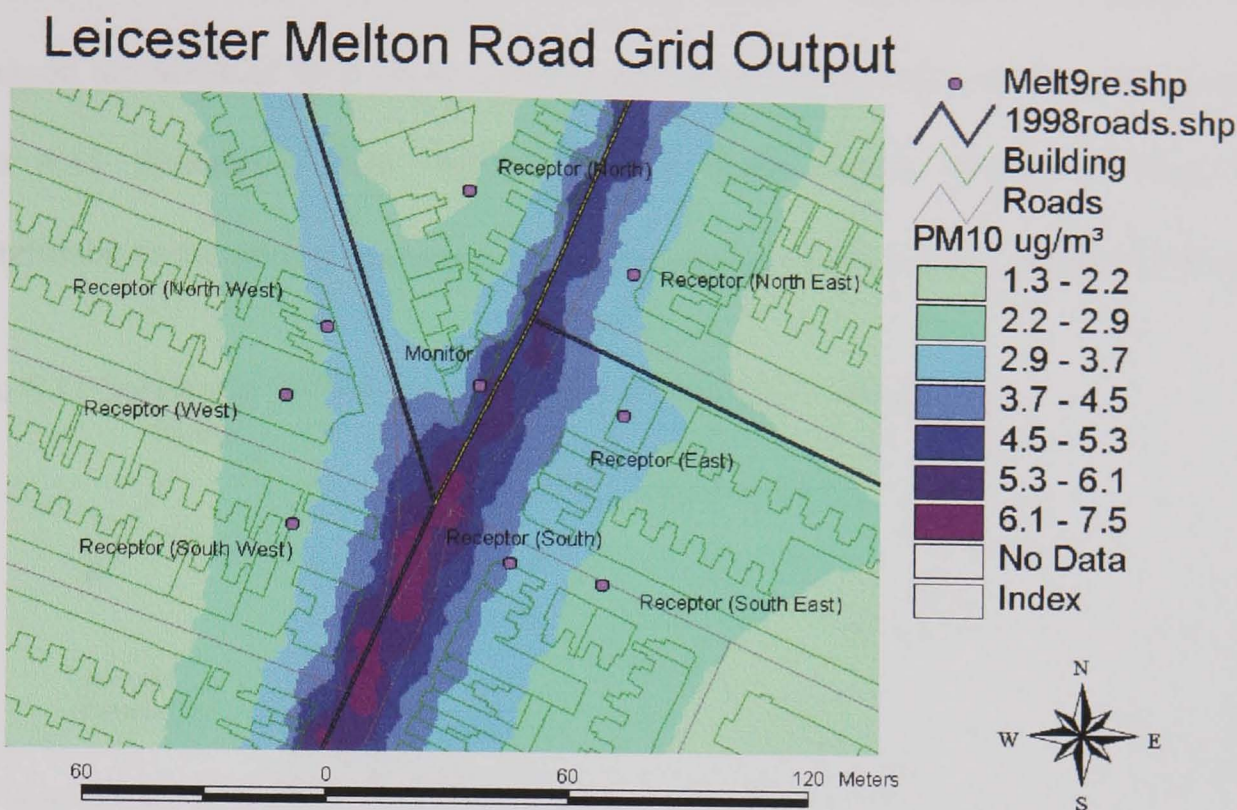 Leicester Melton Road Grid Output
Melt9re.shp
1998roads.shp
Building
Roads
PM10 ug/m³
1.3 - 2.2
2.2 - 2.9
2.9 - 3.7
3.7 - 4.5
4.5 - 5.3
5.3 - 6.1
6.1 - 7.5
No Data
Index
Receptor (North)
Receptor (North East)
Receptor (North West)
Monitor
Receptor (West)
Receptor (East)
Receptor (South)
Receptor (South West)
Receptor (South East)
N
W E
S
60 0 60 120 Meters